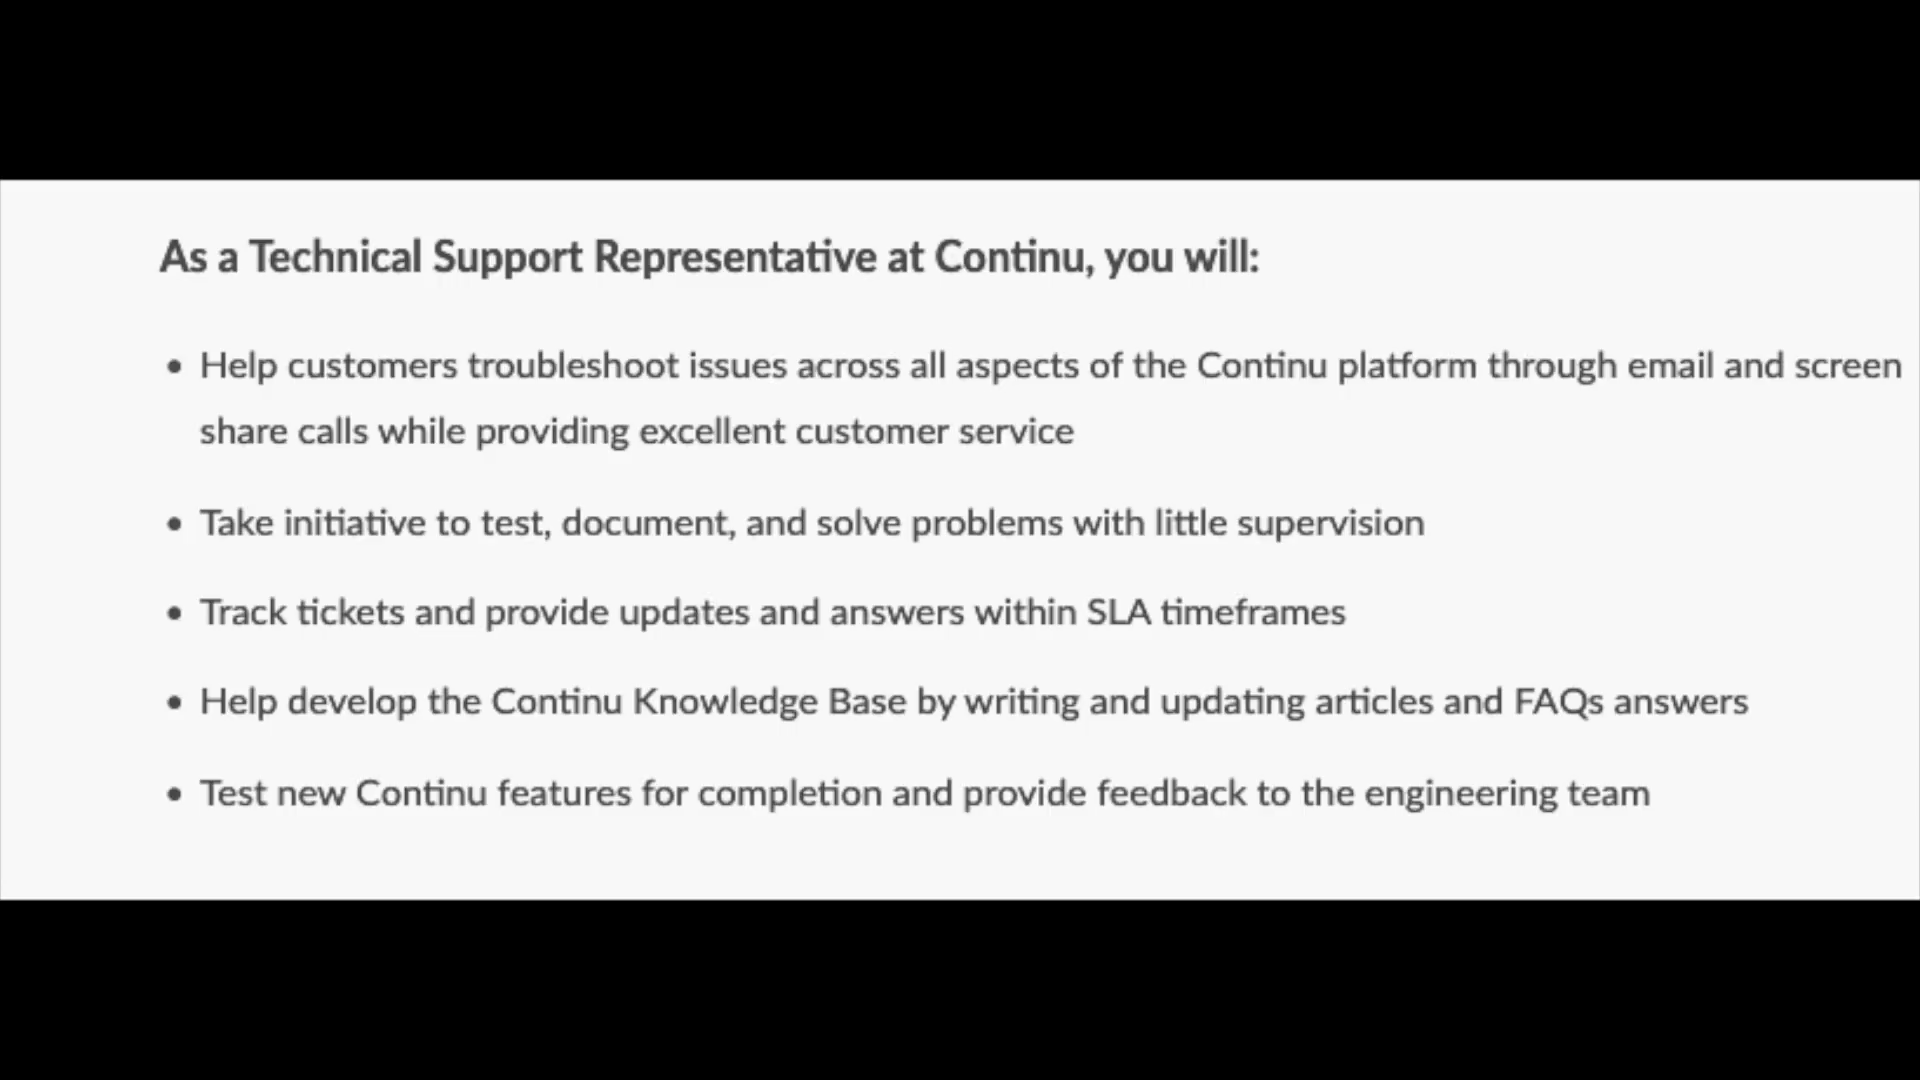 As a Technical Support Representative at Continu, you will:
• Help customers troubleshoot issues across all aspects of the Continu platform through email and screen
share calls while providing excellent customer service
• Take initiative to test, document, and solve problems with little supervision
• Track tickets and provide updates and answers within SLA timeframes
• Help develop the Continu Knowledge Base by writing and updating articles and FAQs answers
• Test new Continu features for completion and provide feedback to the engineering team